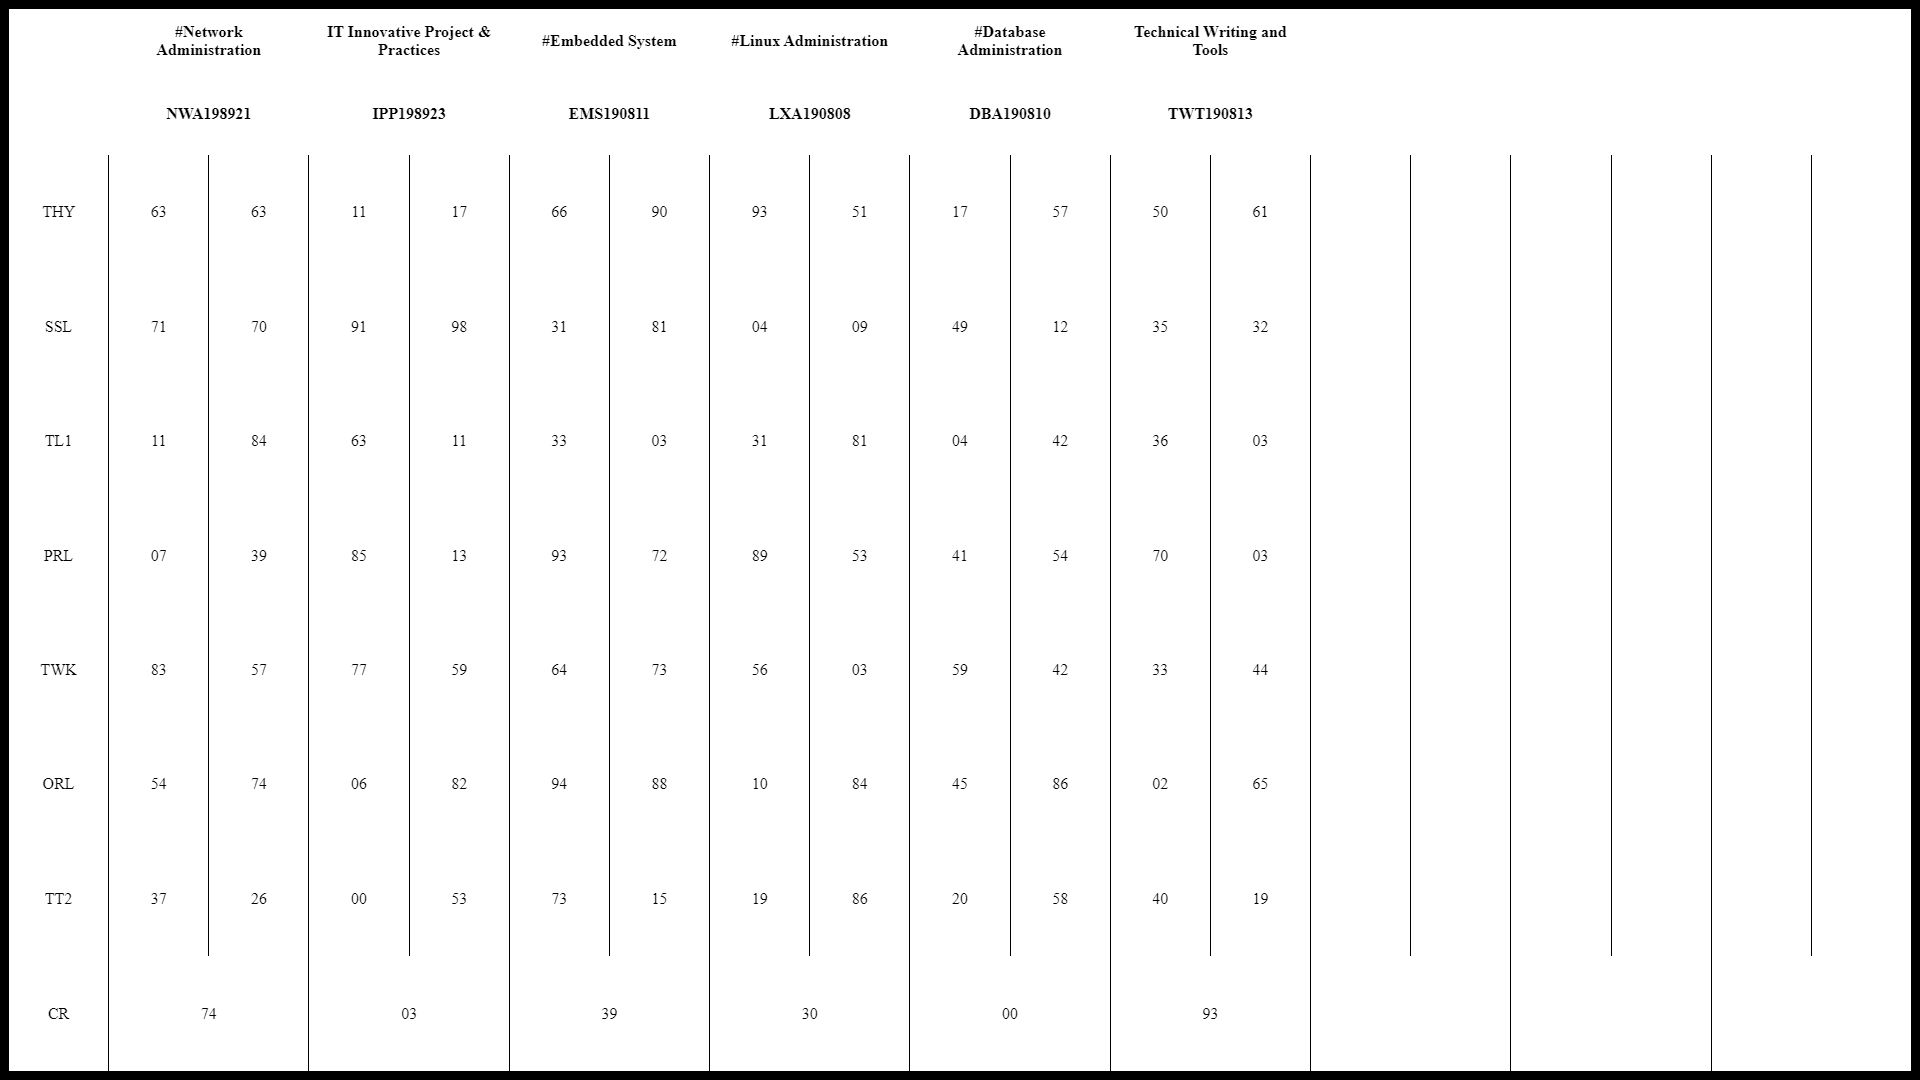 #Network Administration IT Innovative Project & Practices #Embedded System #Linux Administration #Database Administration Technical Writing and Tools
NWA198921 IPP198923 EMS190811 LXA190808 DBA190810 TWT190813
THY 63 63 11 17 66 90 93 51 17 57 50 61
SSL 71 70 91 98 31 81 04 09 49 12 35 32
TL1 11 84 63 11 33 03 31 81 04 42 36 03
PRL 07 39 85 13 93 72 89 53 41 54 70 03
TWK 83 57 77 59 64 73 56 03 59 42 33 44
ORL 54 74 06 82 94 88 10 84 45 86 02 65
TT2 37 26 00 53 73 15 19 86 20 58 40 19
CR 74 03 39 30 00 93